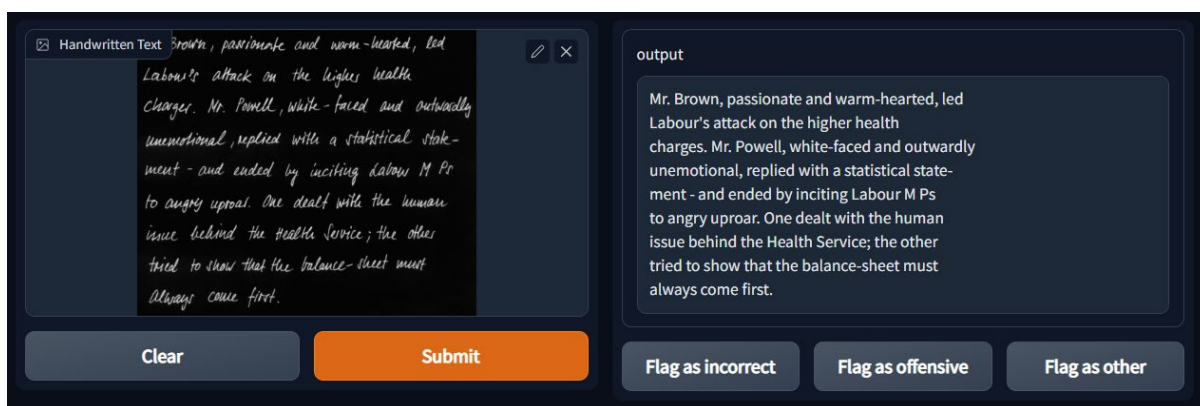 Handwritten Text
Brown, passionate and warm-hearted, led
Labour's attack on the higher health
charges. Mr. Powell, white-faced and outwardly
unemotional, replied with a statistical state-
ment - and ended by inciting Labour M Ps
to angry uproar. One dealt with the human
issue behind the Health Service; the other
tried to show that the balance-sheet must
always come first.
Clear
Submit
output
Mr. Brown, passionate and warm-hearted, led
Labour's attack on the higher health
charges. Mr. Powell, white-faced and outwardly
unemotional, replied with a statistical state-
ment - and ended by inciting Labour M Ps
to angry uproar. One dealt with the human
issue behind the Health Service; the other
tried to show that the balance-sheet must
always come first.
Flag as incorrect
Flag as offensive
Flag as other